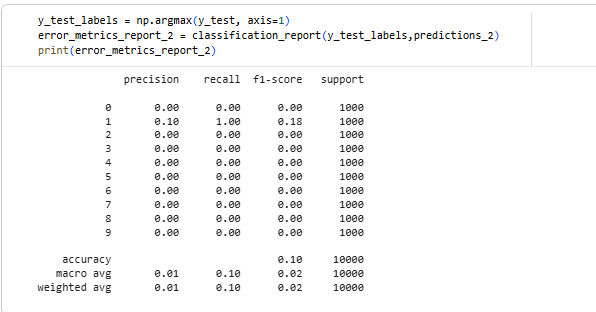 y_test_labels = np.argmax(y_test, axis=1)
error_metrics_report_2 = classification_report(y_test_labels,predictions_2)
print(error_metrics_report_2)
precision recall f1-score support
0 0.00 0.00 0.00 1000
1 0.10 1.00 0.18 1000
2 0.00 0.00 0.00 1000
3 0.00 0.00 0.00 1000
4 0.00 0.00 0.00 1000
5 0.00 0.00 0.00 1000
6 0.00 0.00 0.00 1000
7 0.00 0.00 0.00 1000
8 0.00 0.00 0.00 1000
9 0.00 0.00 0.00 1000
accuracy 0.10 10000
macro avg 0.01 0.10 0.02 10000
weighted avg 0.01 0.10 0.02 10000